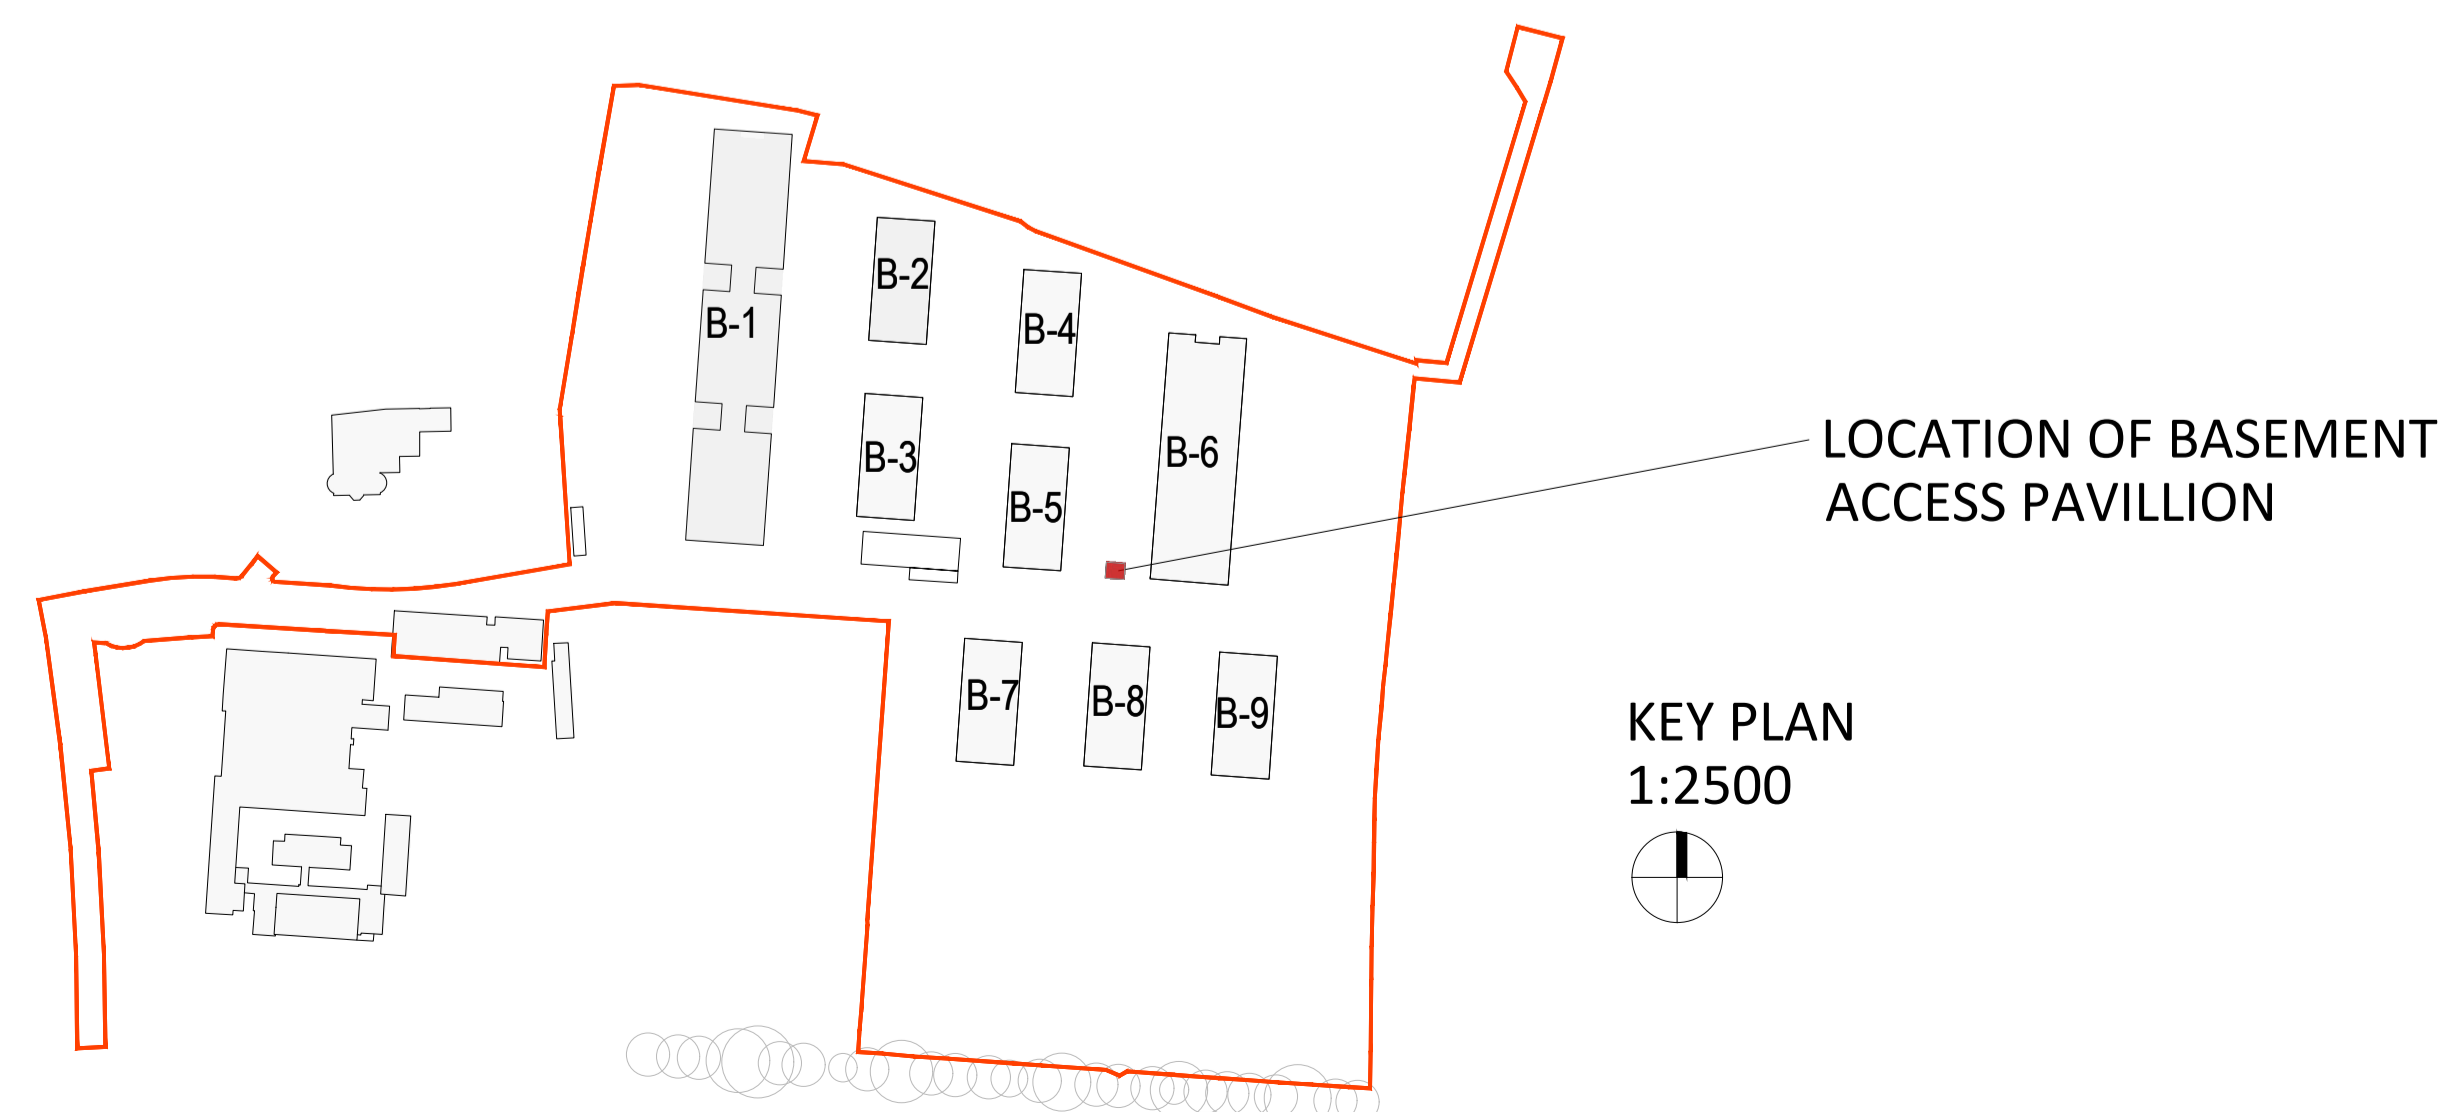 B-1
B-2
B-3
B-4
B-5
B-6
B-7
B-8
B-9
LOCATION OF BASEMENT
ACCESS PAVILLION
KEY PLAN
1:2500